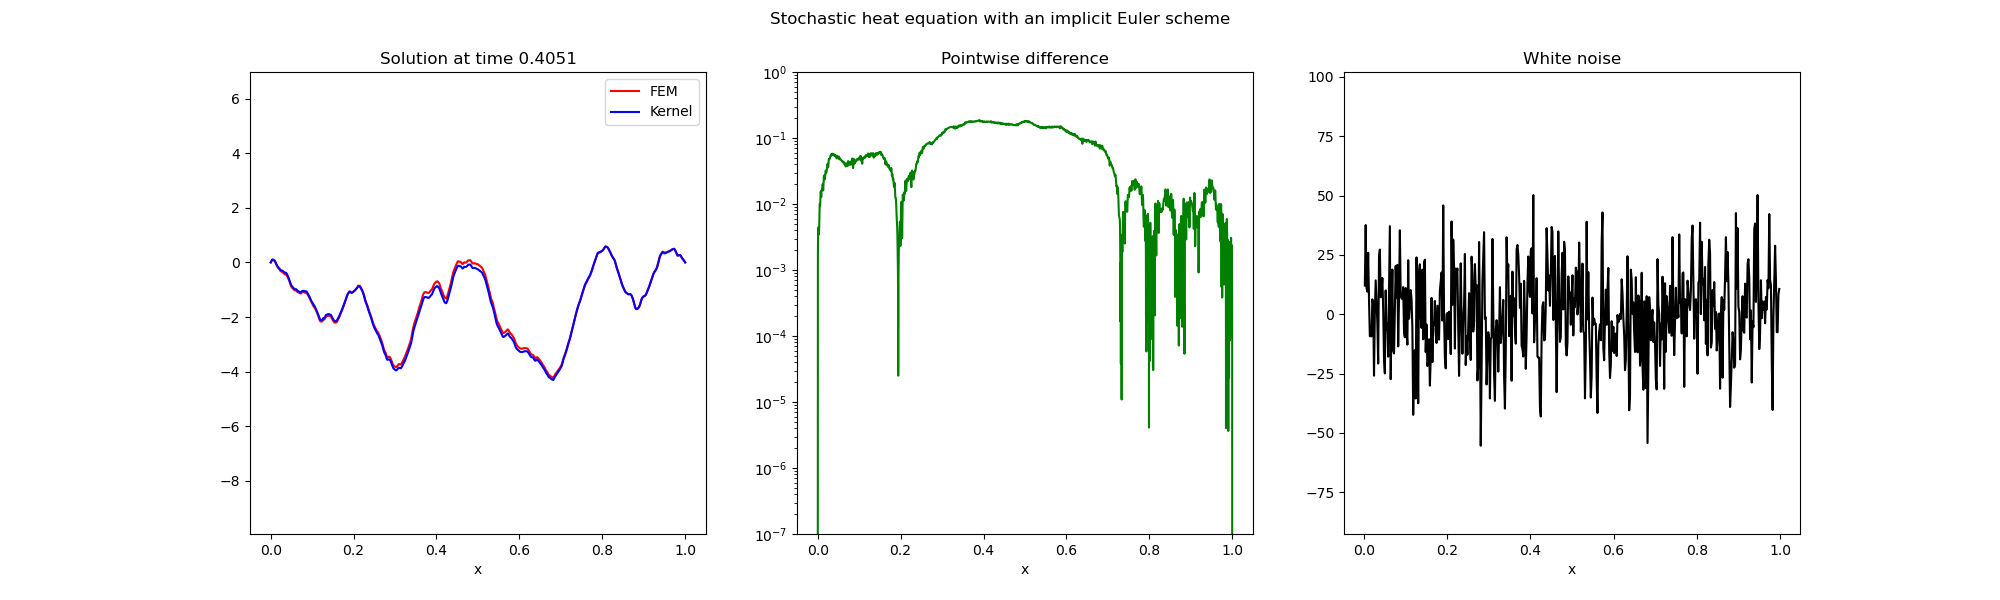 Stochastic heat equation with an implicit Euler scheme
Solution at time 0.4051
6
4
2
0
−2
−4
−6
−8
0.0 0.2 0.4 0.6 0.8 1.0
x
FEM
Kernel
Pointwise difference
10⁰
10⁻¹
10⁻²
10⁻³
10⁻⁴
10⁻⁵
10⁻⁶
10⁻⁷
0.0 0.2 0.4 0.6 0.8 1.0
x
White noise
100
75
50
25
0
−25
−50
−75
0.0 0.2 0.4 0.6 0.8 1.0
x